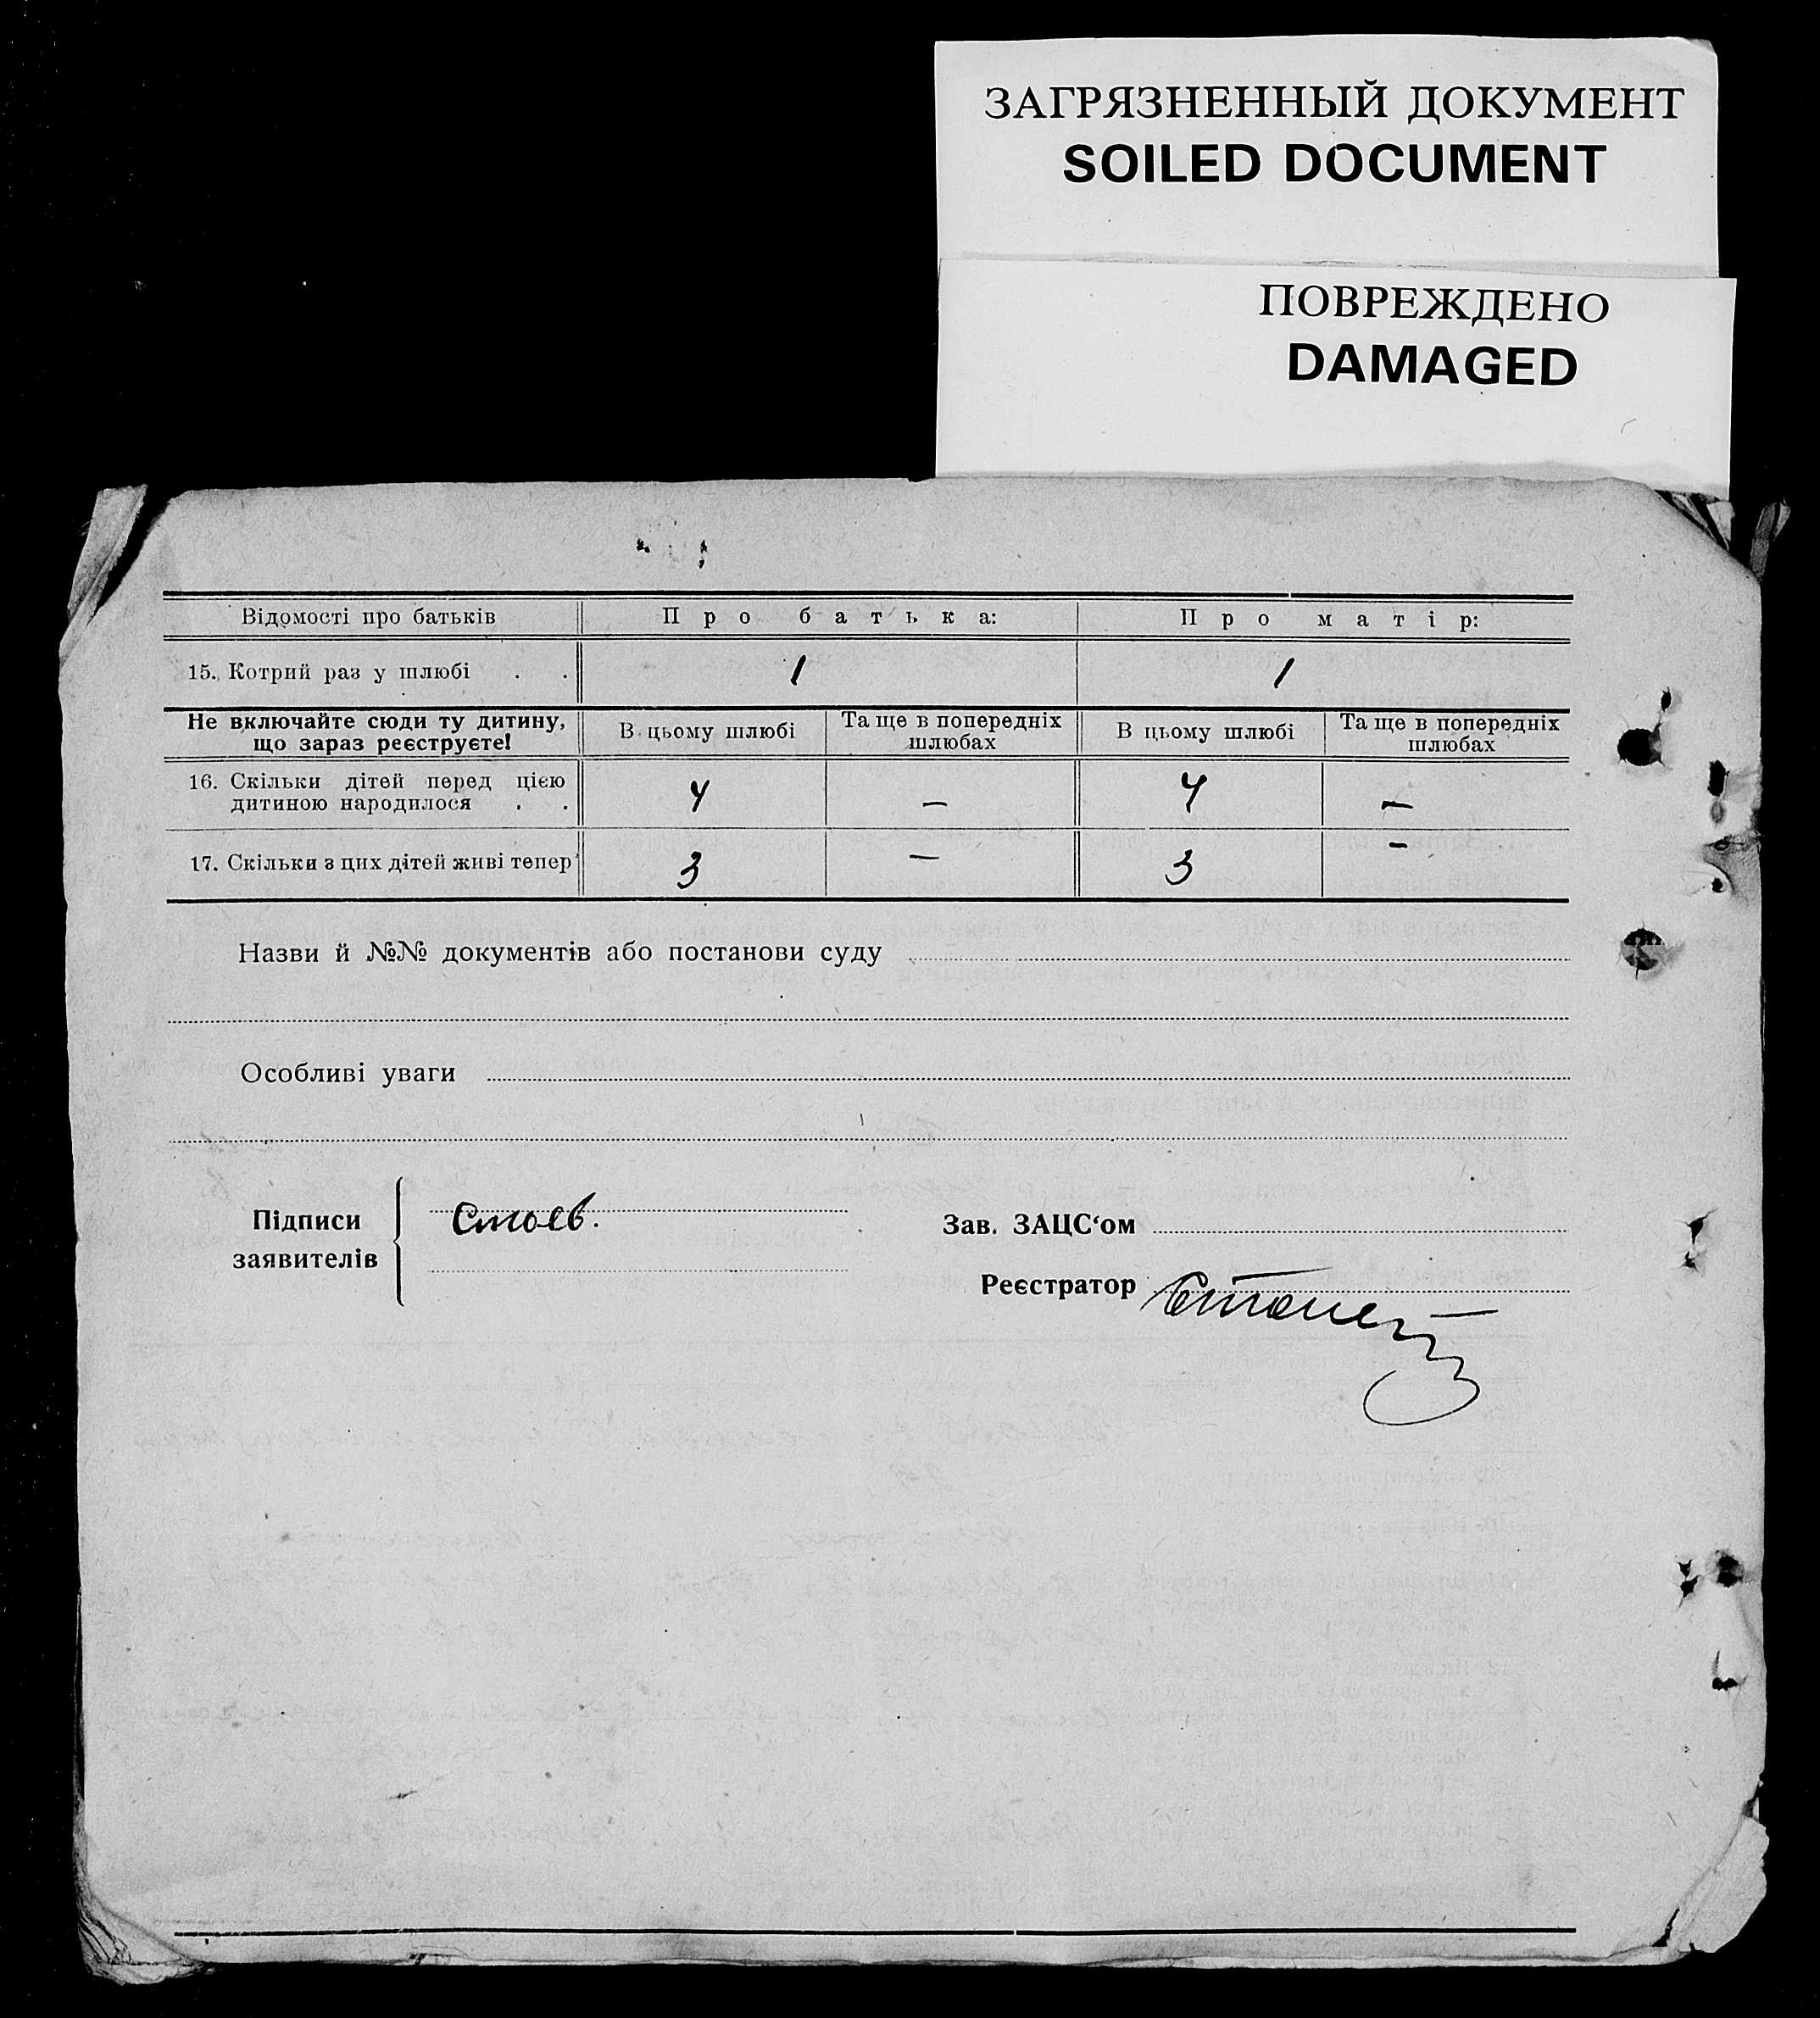 ЗАГРЯЗНЕННЫЙ ДОКУМЕНТ
SOILED DOCUMENT
ПОВРЕЖДЕНО
DAMAGED
Відомості про батьків Про батька: Про матір:
15. Котрий раз у шлюбі . . 1 1
Не включайте сюди ту дитину, що зараз реєструєте! В цьому шлюбі Та ще в попередніх шлюбах В цьому шлюбі Та ще в попередніх шлюбах
16. Скільки дітей перед цією
дитиною народилося . . 4 — 4 —
17. Скільки з цих дітей живі тепер 3 — 3 —
Назви й №№ документів або постанови суду
Особливі уваги
Підписи заявителів Стоев.
Зав. ЗАЦС‘ом
Реєстратор